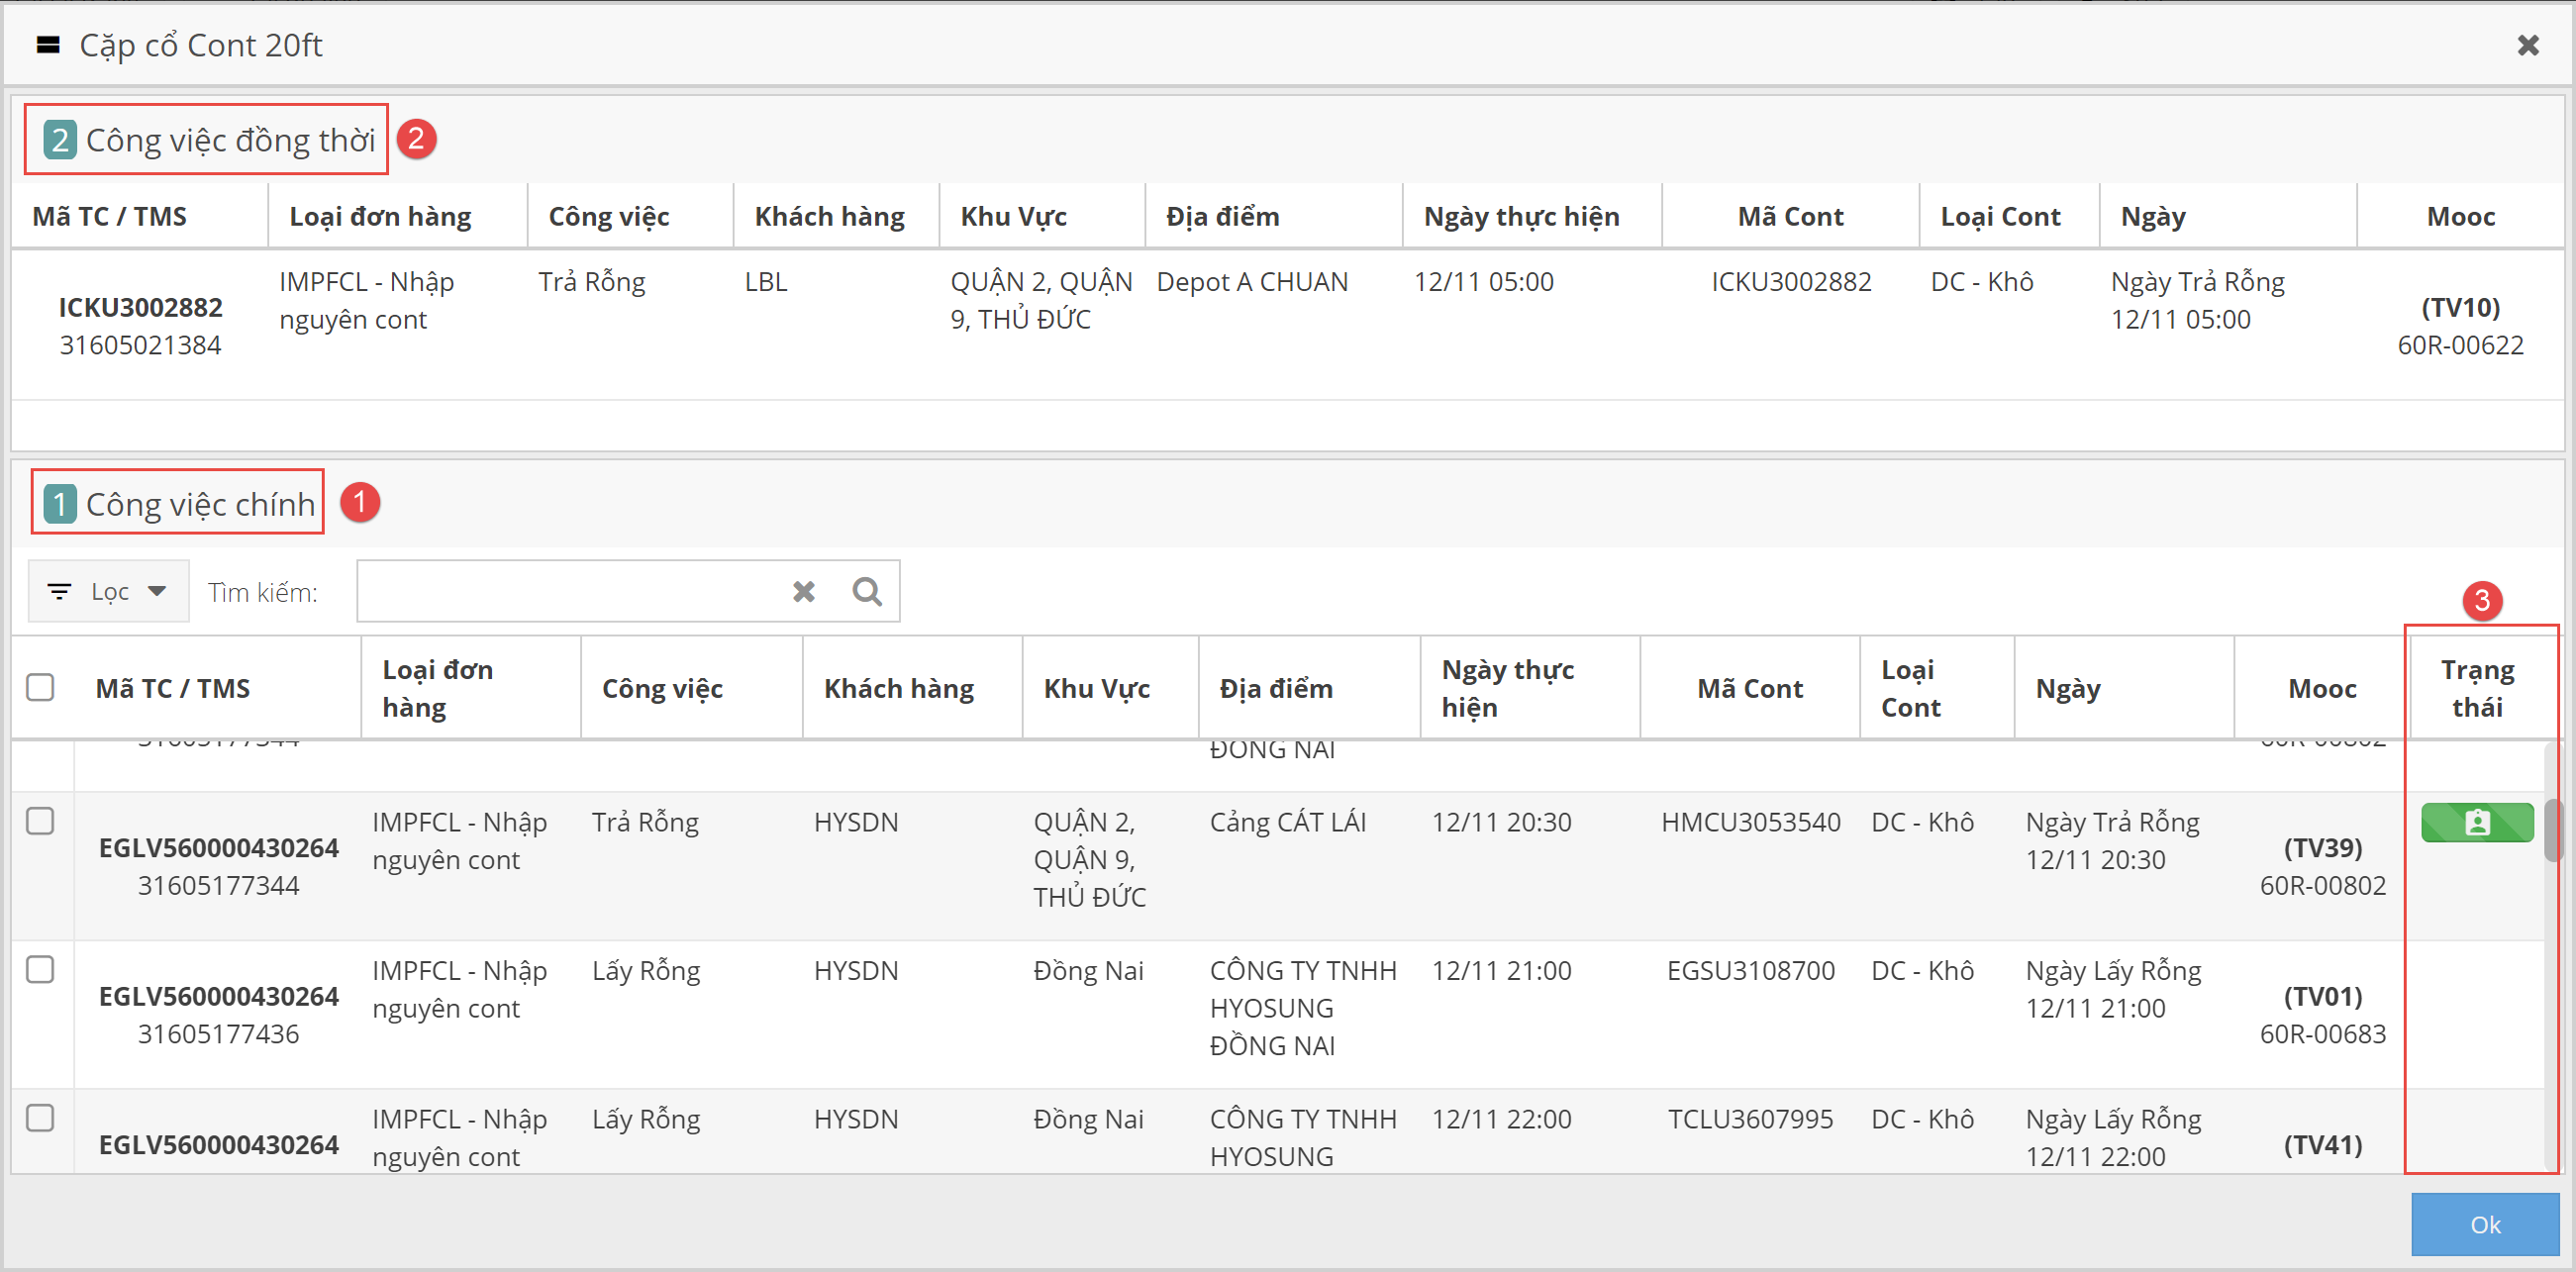 Cặp cổ Cont 20ft
2 Công việc đồng thời 2
Mã TC / TMS Loại đơn hàng Công việc Khách hàng Khu Vực Địa điểm Ngày thực hiện Mã Cont Loại Cont Ngày Mooc
ICKU3002882
31605021384
IMPFCL - Nhập
nguyên cont
Trả Rỗng
LBL
QUẬN 2, QUẬN
9, THỦ ĐỨC
Depot A CHUAN
12/11 05:00
ICKU3002882
DC - Khô
Ngày Trả Rỗng
12/11 05:00
(TV10)
60R-00622
1 Công việc chính 1
Lọc Tìm kiếm:
3
Mã TC / TMS
Loại đơn
hàng
Công việc
Khách hàng
Khu Vực
Địa điểm
Ngày thực
hiện
Mã Cont
Loại
Cont
Ngày
Mooc
Trạng
thái
31605177344
ĐỒNG NAI
60R-00802
EGLV560000430264
31605177344
IMPFCL - Nhập
nguyên cont
Trả Rỗng
HYSDN
QUẬN 2,
QUẬN 9,
THỦ ĐỨC
Cảng CÁT LÁI
12/11 20:30
HMCU3053540
DC - Khô
Ngày Trả Rỗng
12/11 20:30
(TV39)
60R-00802
EGLV560000430264
31605177436
IMPFCL - Nhập
nguyên cont
Lấy Rỗng
HYSDN
Đồng Nai
CÔNG TY TNHH
HYOSUNG
ĐỒNG NAI
12/11 21:00
EGSU3108700
DC - Khô
Ngày Lấy Rỗng
12/11 21:00
(TV01)
60R-00683
EGLV560000430264
IMPFCL - Nhập
nguyên cont
Lấy Rỗng
HYSDN
Đồng Nai
CÔNG TY TNHH
HYOSUNG
12/11 22:00
TCLU3607995
DC - Khô
Ngày Lấy Rỗng
12/11 22:00
(TV41)
Ok